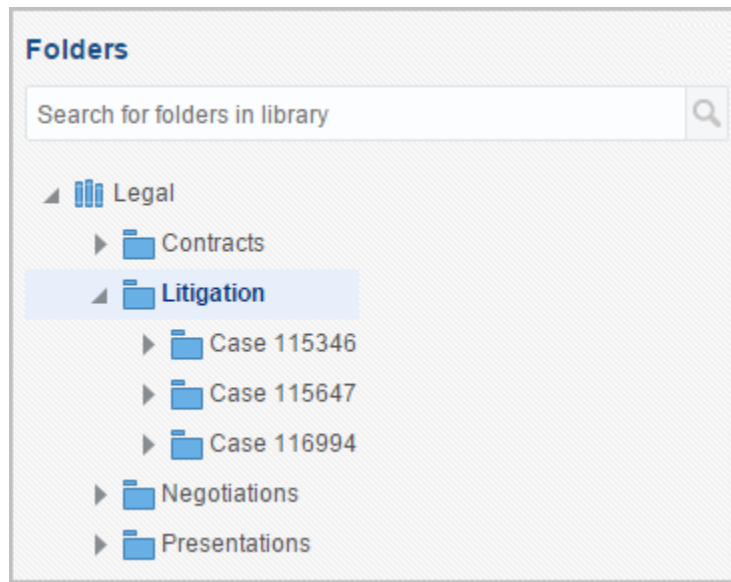 Folders
Search for folders in library
Legal
Contracts
Litigation
Case 115346
Case 115647
Case 116994
Negotiations
Presentations